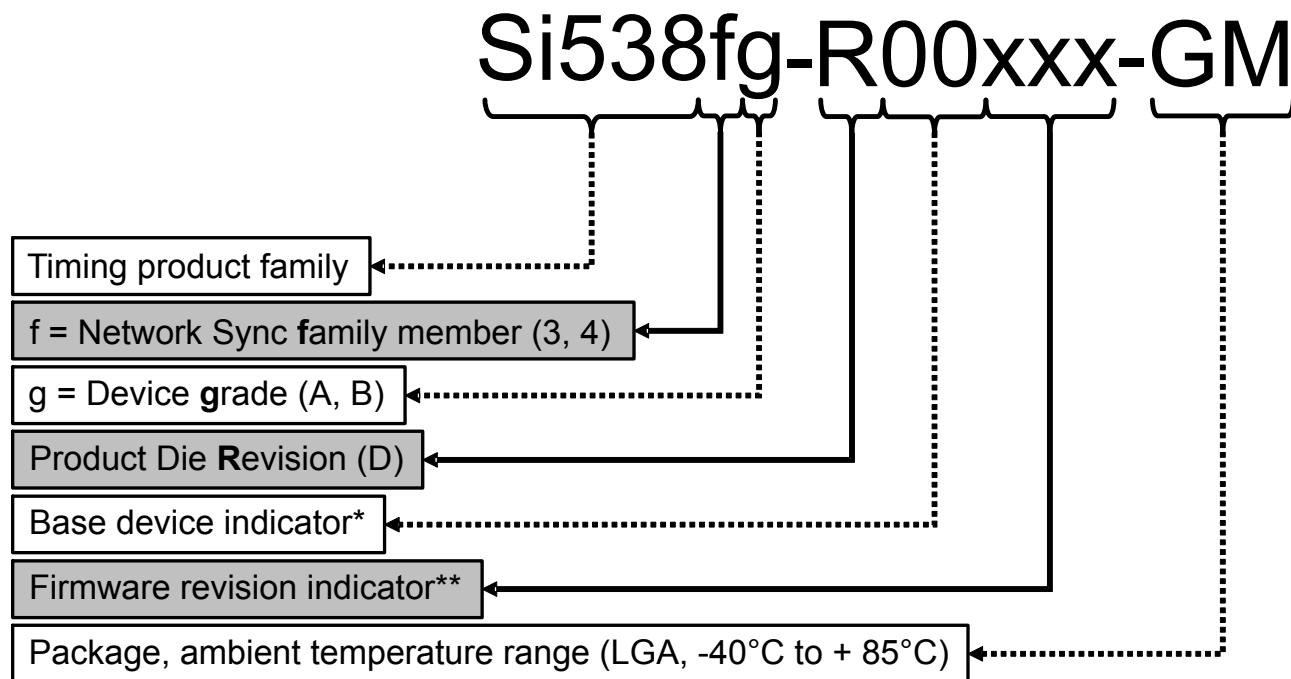 Si538fg-R00xxx-GM
Timing product family
f = Network Sync family member (3, 4)
g = Device grade (A, B)
Product Die Revision (D)
Base device indicator*
Firmware revision indicator**
Package, ambient temperature range (LGA, -40°C to + 85°C)